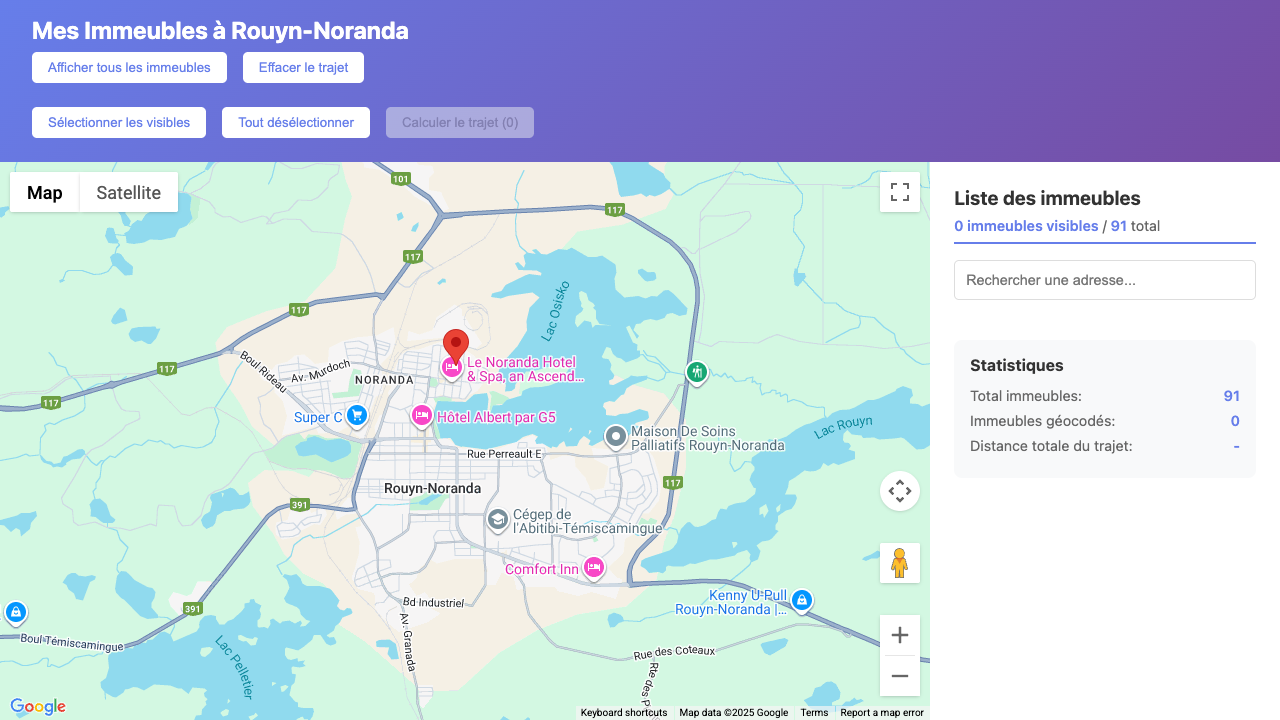 Mes Immeubles à Rouyn-Noranda
Afficher tous les immeubles
Effacer le trajet
Sélectionner les visibles
Tout désélectionner
Calculer le trajet (0)
Map
Satellite
101
117
117
117
117
117
117
391
391
Lac Osisko
Boul Rideau
Av. Murdoch
NORANDA
Le Noranda Hotel
& Spa, an Ascend...
Super C
Hôtel Albert par G5
Maison De Soins
Palliatifs Rouyn-Noranda
Lac Rouyn
Rue Perreault E
Rouyn-Noranda
Cégep de
l'Abitibi-Témiscamingue
Comfort Inn
Kenny U-Pull
Rouyn-Noranda |...
Bd Industriel
Av. Granada
Boul Témiscamingue
Lac Pelletier
Rue des Coteaux
Rte des
Google
Keyboard shortcuts
Map data ©2025 Google
Terms
Report a map error
Liste des immeubles
0 immeubles visibles / 91 total
Rechercher une adresse...
Statistiques
Total immeubles: 91
Immeubles géocodés: 0
Distance totale du trajet: -